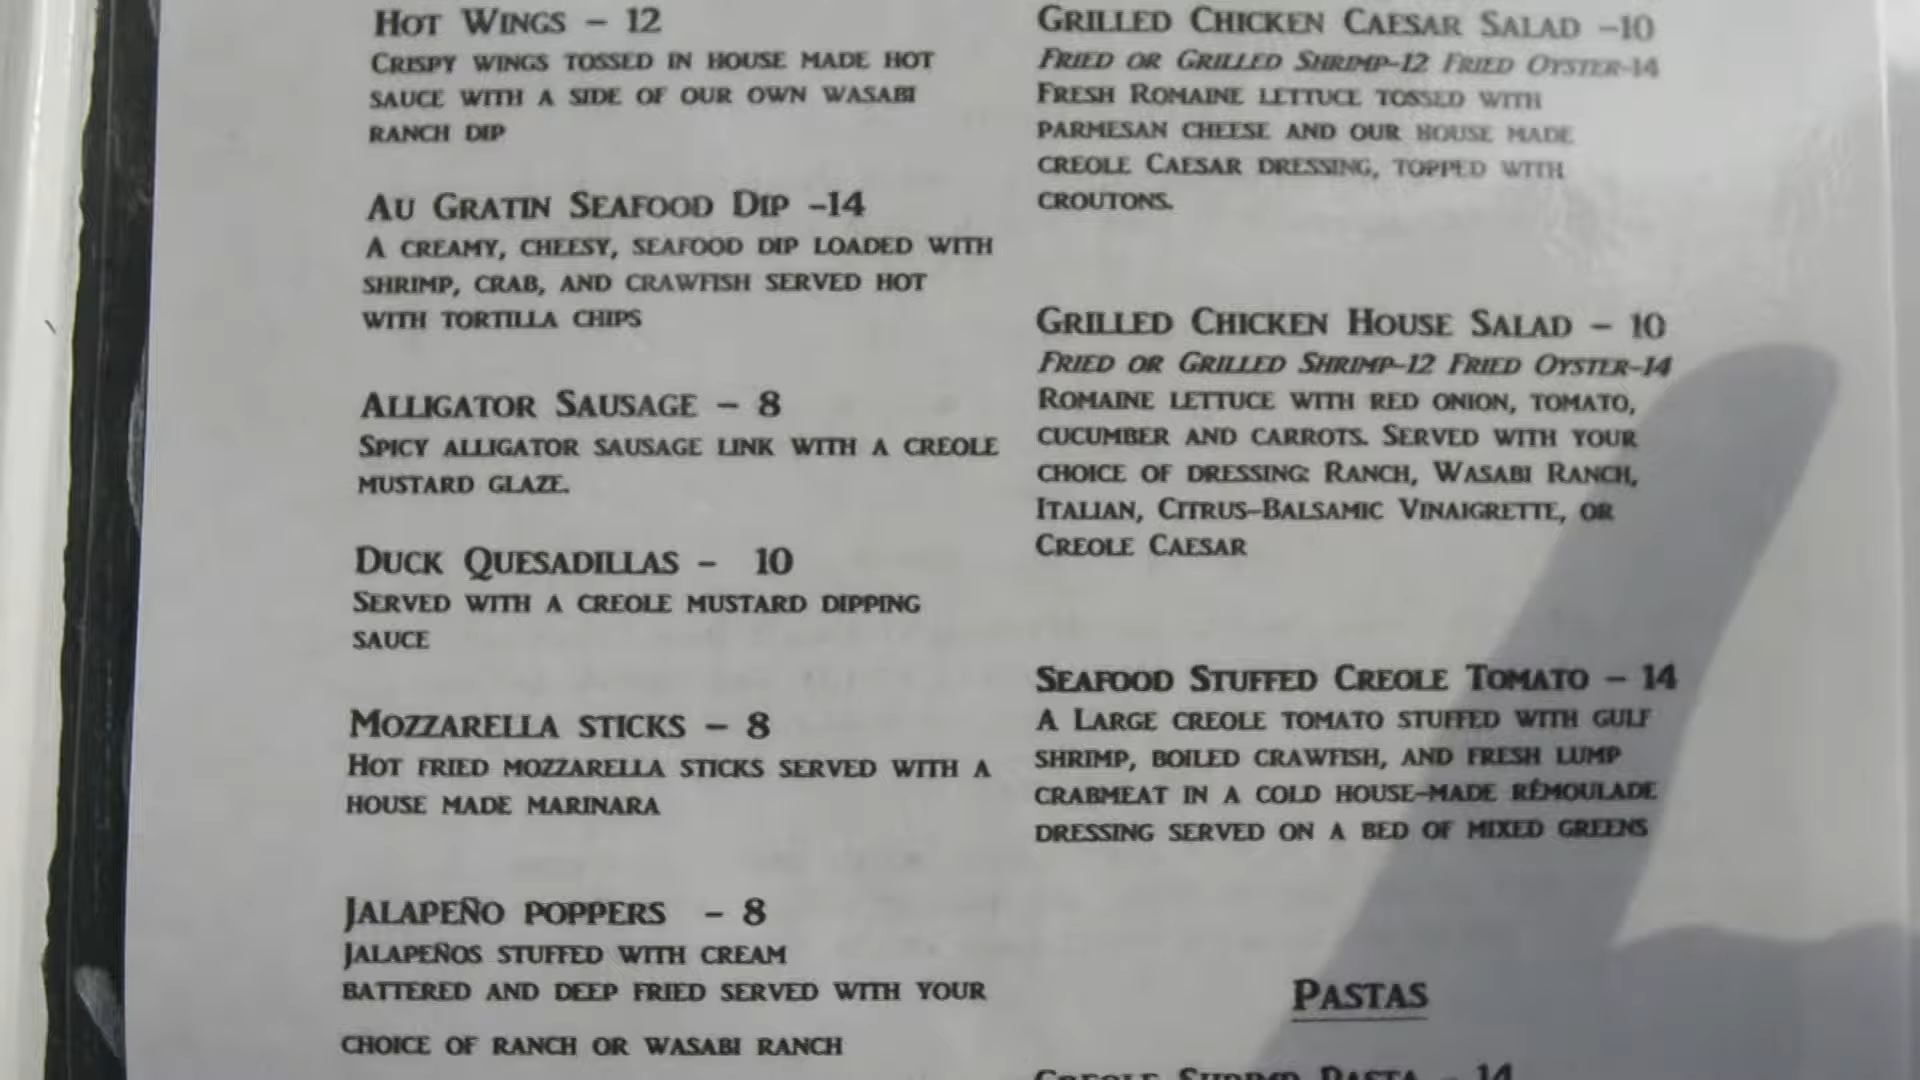 Hot Wings – 12
Crispy wings tossed in house made hot
sauce with a side of our own wasabi
ranch dip
Au Gratin Seafood Dip –14
A creamy, cheesy, seafood dip loaded with
shrimp, crab, and crawfish served hot
with tortilla chips
Alligator Sausage – 8
Spicy alligator sausage link with a creole
mustard glaze.
Duck Quesadillas – 10
Served with a creole mustard dipping
sauce
Mozzarella sticks – 8
Hot fried mozzarella sticks served with a
house made marinara
Jalapeño poppers – 8
Jalapeños stuffed with cream
battered and deep fried served with your
choice of ranch or wasabi ranch
Grilled Chicken Caesar Salad –10
Fried or Grilled Shrimp–12 Fried Oyster–14
Fresh Romaine lettuce tossed with
parmesan cheese and our house made
creole Caesar dressing, topped with
croutons.
Grilled Chicken House Salad – 10
Fried or Grilled Shrimp–12 Fried Oyster–14
Romaine lettuce with red onion, tomato,
cucumber and carrots. Served with your
choice of dressing: Ranch, Wasabi Ranch,
Italian, Citrus–Balsamic Vinaigrette, or
Creole Caesar
Seafood Stuffed Creole Tomato – 14
A Large creole tomato stuffed with gulf
shrimp, boiled crawfish, and fresh lump
crabmeat in a cold house–made rémoulade
dressing served on a bed of mixed greens
Pastas
Creole Shrimp Pasta – 14